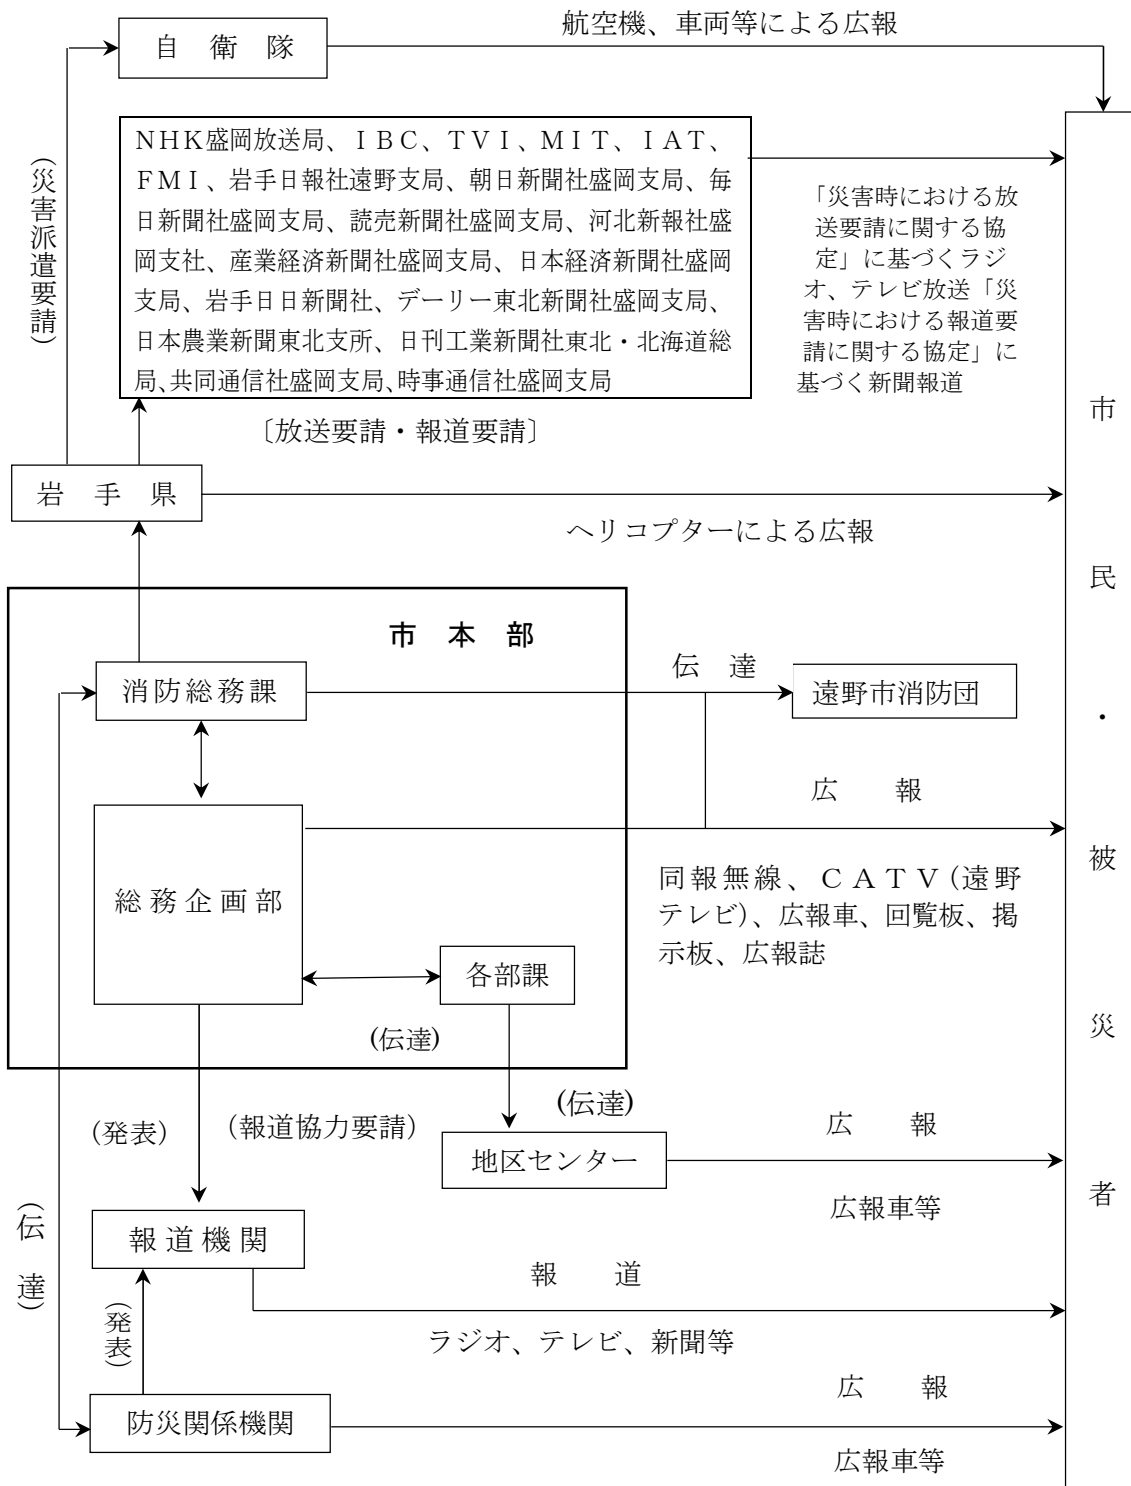 航空機、車両等による広報
自　衛　隊
（災害派遣要請）
ＮＨＫ盛岡放送局、ＩＢＣ、ＴＶＩ、ＭＩＴ、ＩＡＴ、
ＦＭＩ、岩手日報社遠野支局、朝日新聞社盛岡支局、毎
日新聞社盛岡支局、読売新聞社盛岡支局、河北新報社盛
岡支社、産業経済新聞社盛岡支局、日本経済新聞社盛岡
支局、岩手日日新聞社、デーリー東北新聞社盛岡支局、
日本農業新聞東北支所、日刊工業新聞社東北・北海道総
局、共同通信社盛岡支局、時事通信社盛岡支局
「災害時における放
送要請に関する協
定」に基づくラジ
オ、テレビ放送「災
害時における報道要
請に関する協定」に
基づく新聞報道
〔放送要請・報道要請〕
岩　手　県
ヘリコプターによる広報
市　民　・　被　災　者
市　本　部
消防総務課
伝　達
遠野市消防団
広　　報
総務企画部
同報無線、ＣＡＴＶ（遠野
テレビ）、広報車、回覧板、掲
示板、広報誌
各部課
（伝達）
（伝達）
（発表）
（報道協力要請）
地区センター
広　　報
広報車等
（伝　達）
報道機関
報　　道
ラジオ、テレビ、新聞等
（発表）
防災関係機関
広　　報
広報車等